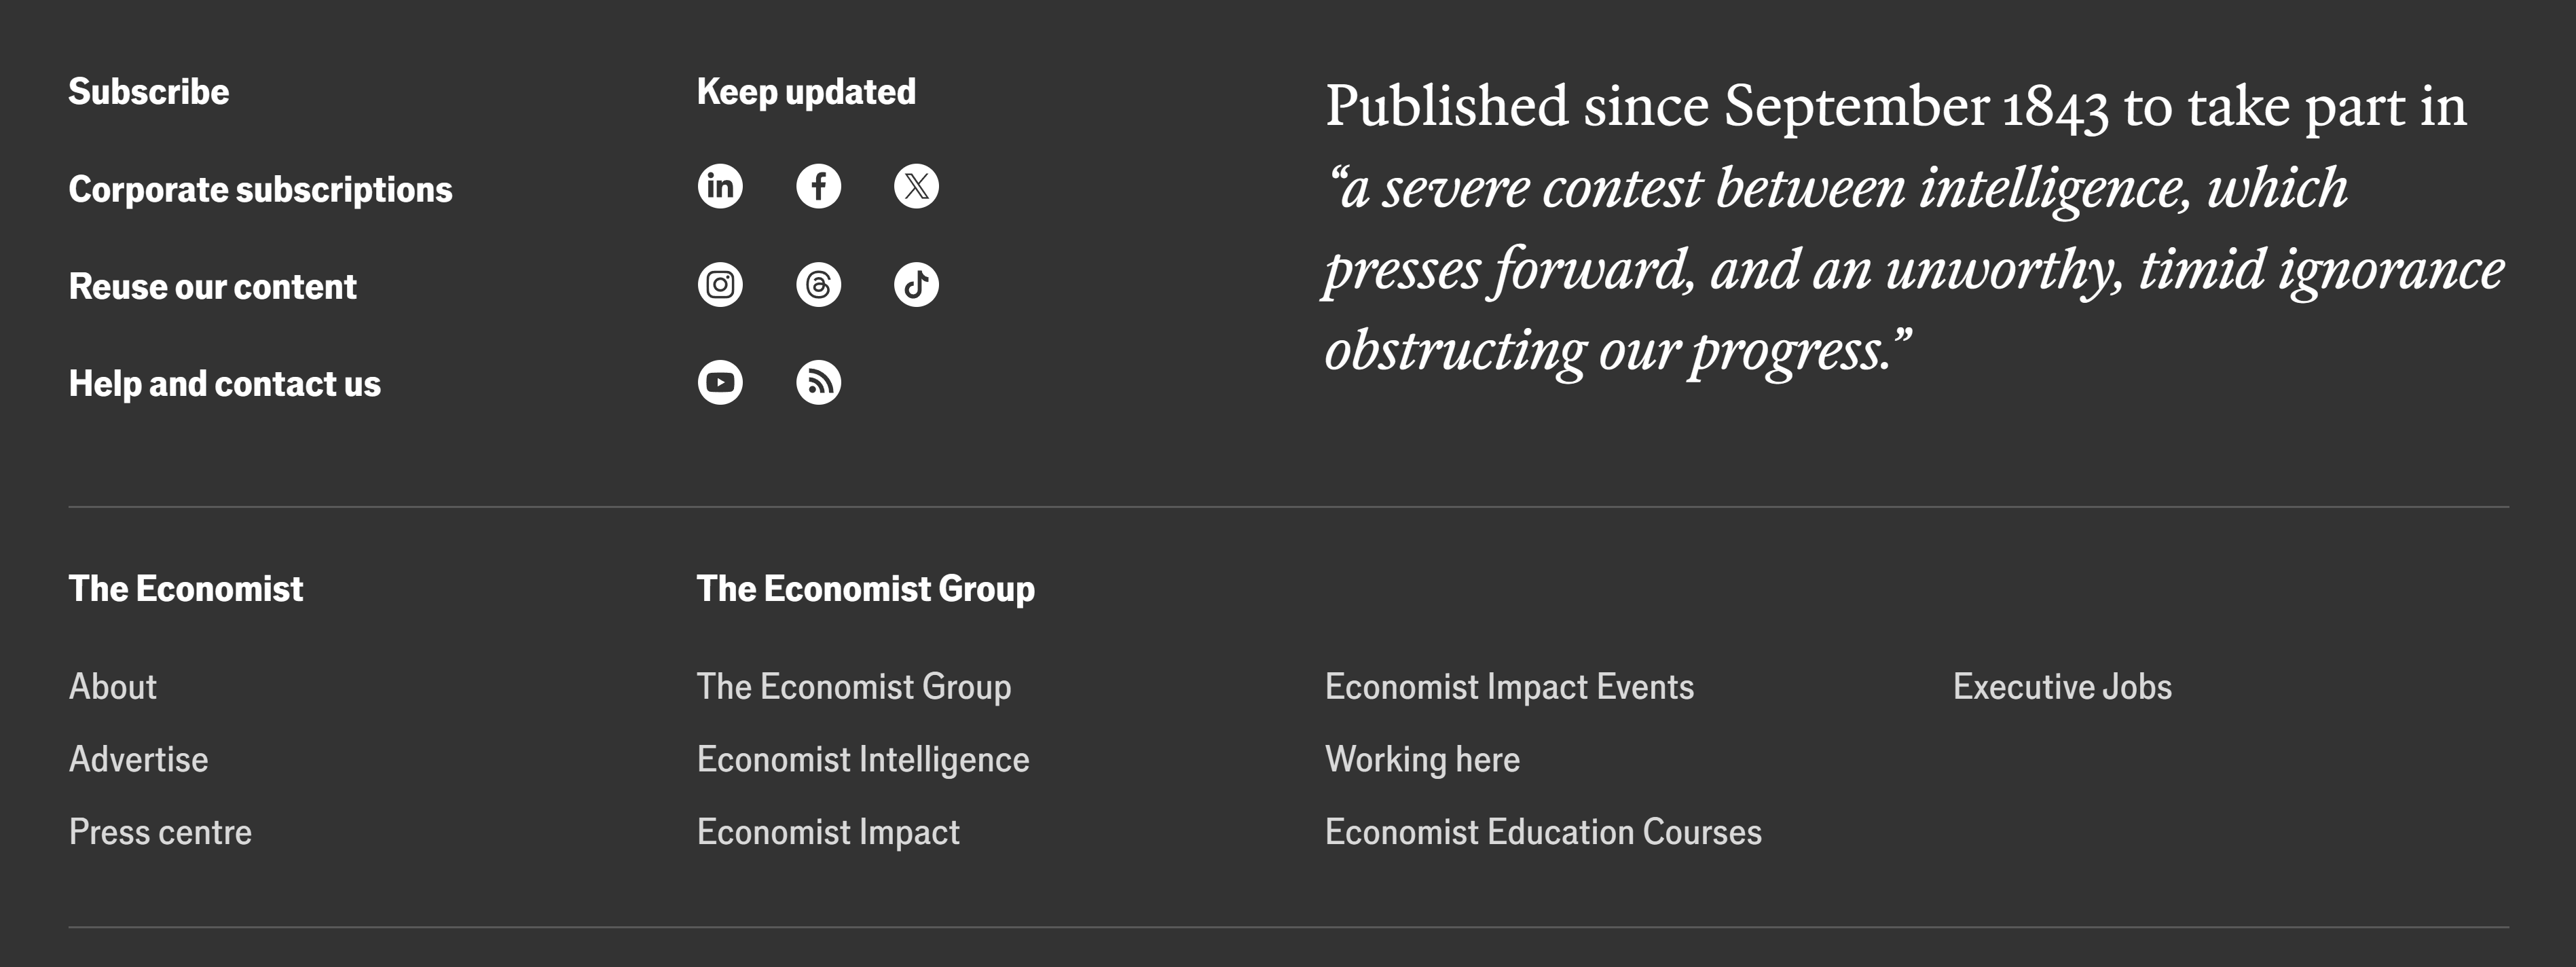 Subscribe
Corporate subscriptions
Reuse our content
Help and contact us
Keep updated
Published since September 1843 to take part in
“a severe contest between intelligence, which
presses forward, and an unworthy, timid ignorance
obstructing our progress.”
The Economist
About
Advertise
Press centre
The Economist Group
The Economist Group
Economist Intelligence
Economist Impact
Economist Impact Events
Working here
Economist Education Courses
Executive Jobs